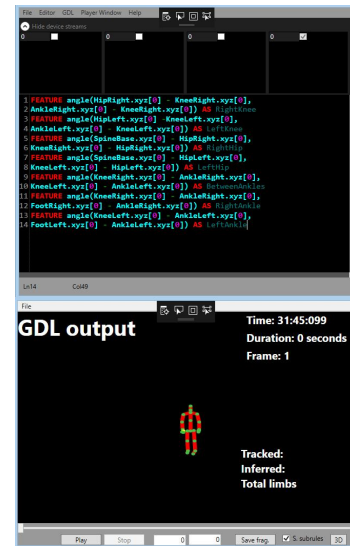 File Editor GDL Player Window Help
Hide device streams
0 0 0 0 0
1 FEATURE angle(HipRight.xyz[0] - KneeRight.xyz[0],
2 AnkleRight.xyz[0] - KneeRight.xyz[0]) AS RightKnee
3 FEATURE angle(HipLeft.xyz[0] -KneeLeft.xyz[0],
4 AnkleLeft.xyz[0] - KneeLeft.xyz[0]) AS LeftKnee
5 FEATURE angle(SpineBase.xyz[0] - HipRight.xyz[0],
6 KneeRight.xyz[0] - HipRight.xyz[0]) AS RightHip
7 FEATURE angle(SpineBase.xyz[0] - HipLeft.xyz[0],
8 KneeLeft.xyz[0] - HipLeft.xyz[0]) AS LeftHip
9 FEATURE angle(KneeRight.xyz[0] - AnkleRight.xyz[0],
10 KneeLeft.xyz[0] - AnkleLeft.xyz[0]) AS BetweenAnkles
11 FEATURE angle(KneeRight.xyz[0] - AnkleRight.xyz[0],
12 FootRight.xyz[0] - AnkleRight.xyz[0]) AS RightAnkle
13 FEATURE angle(KneeLeft.xyz[0] - AnkleLeft.xyz[0],
14 FootLeft.xyz[0] - AnkleLeft.xyz[0]) AS LeftAnkle
Ln14 Col49
File
GDL output
Time: 31:45:099
Duration: 0 seconds
Frame: 1
Tracked:
Inferred:
Total limbs
Play Stop 0 0 Save frag. S. subrules 3D